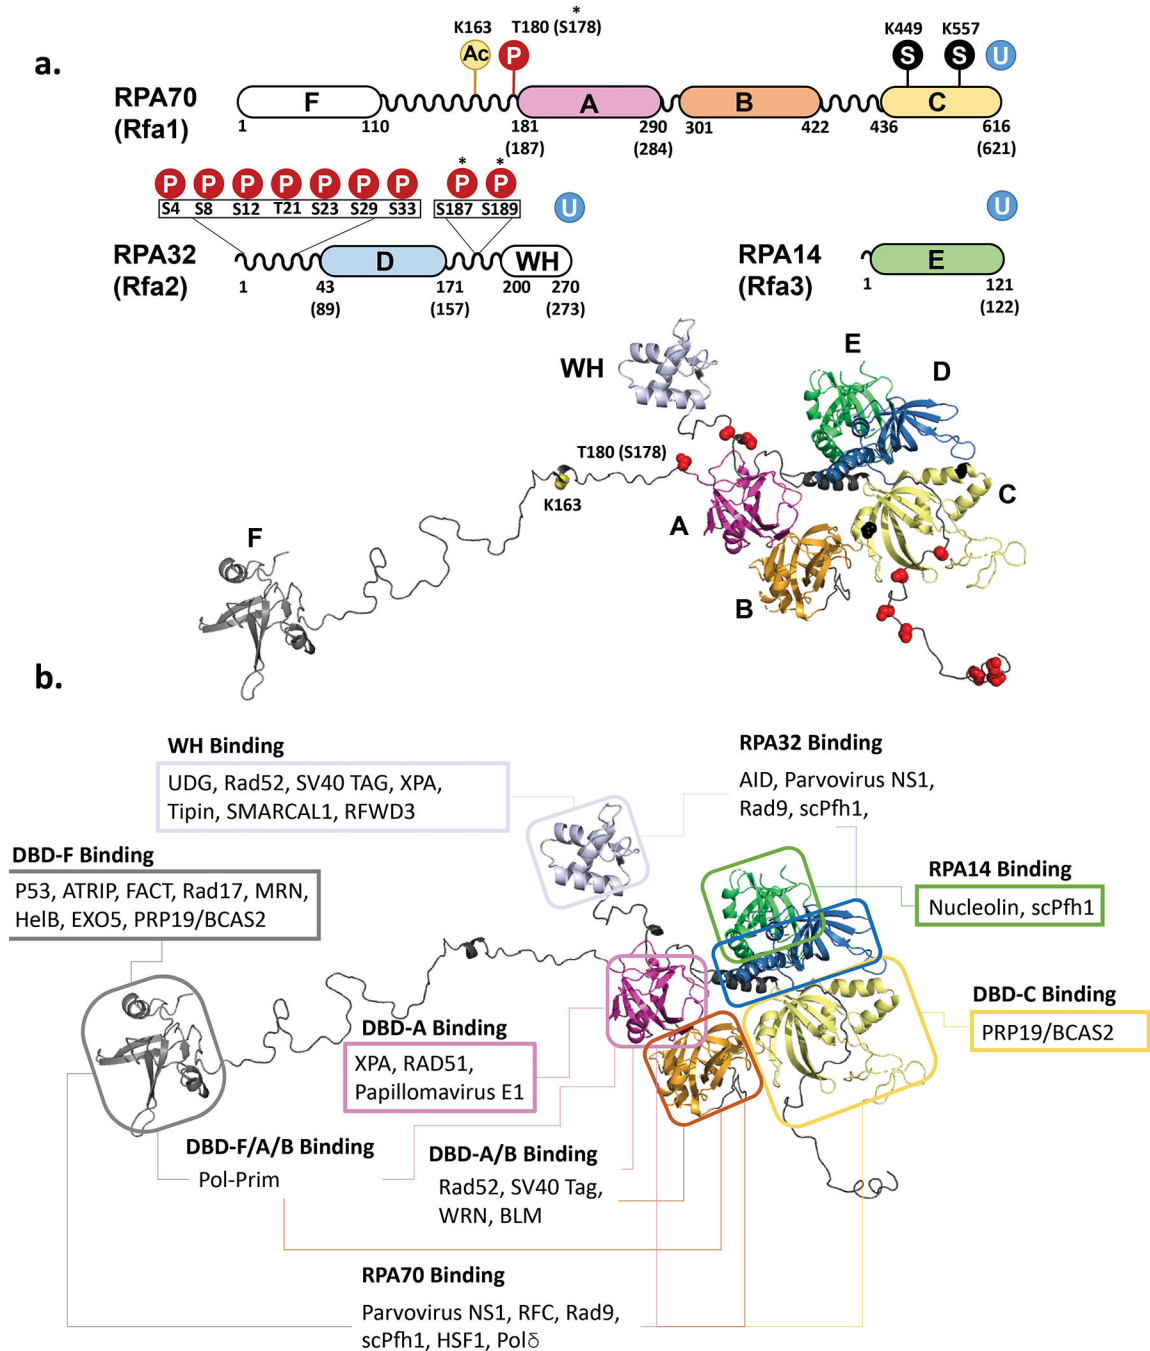 a.
K163
T180 (S178)
*
K449
K557
Ac
P
S
S
U
RPA70
(Rfa1)
F
A
B
C
1
110
181
290
301
422
436
616
(187)
(284)
(621)
*
*
P P P P P P P
P P
S4 S8 S12 T21 S23 S29 S33
S187 S189
U
U
RPA32
(Rfa2)
D
WH
1
43
171
200
270
(89)
(157)
(273)
RPA14
(Rfa3)
E
1
121
(122)
WH
E
D
T180 (S178)
K163
A
C
F
B
b.
WH Binding
UDG, Rad52, SV40 TAG, XPA,
Tipin, SMARCAL1, RFWD3
RPA32 Binding
AID, Parvovirus NS1,
Rad9, scPfh1,
DBD-F Binding
P53, ATRIP, FACT, Rad17, MRN,
HelB, EXO5, PRP19/BCAS2
RPA14 Binding
Nucleolin, scPfh1
DBD-C Binding
PRP19/BCAS2
DBD-A Binding
XPA, RAD51,
Papillomavirus E1
DBD-F/A/B Binding
Pol-Prim
DBD-A/B Binding
Rad52, SV40 Tag,
WRN, BLM
RPA70 Binding
Parvovirus NS1, RFC, Rad9,
scPfh1, HSF1, Polδ